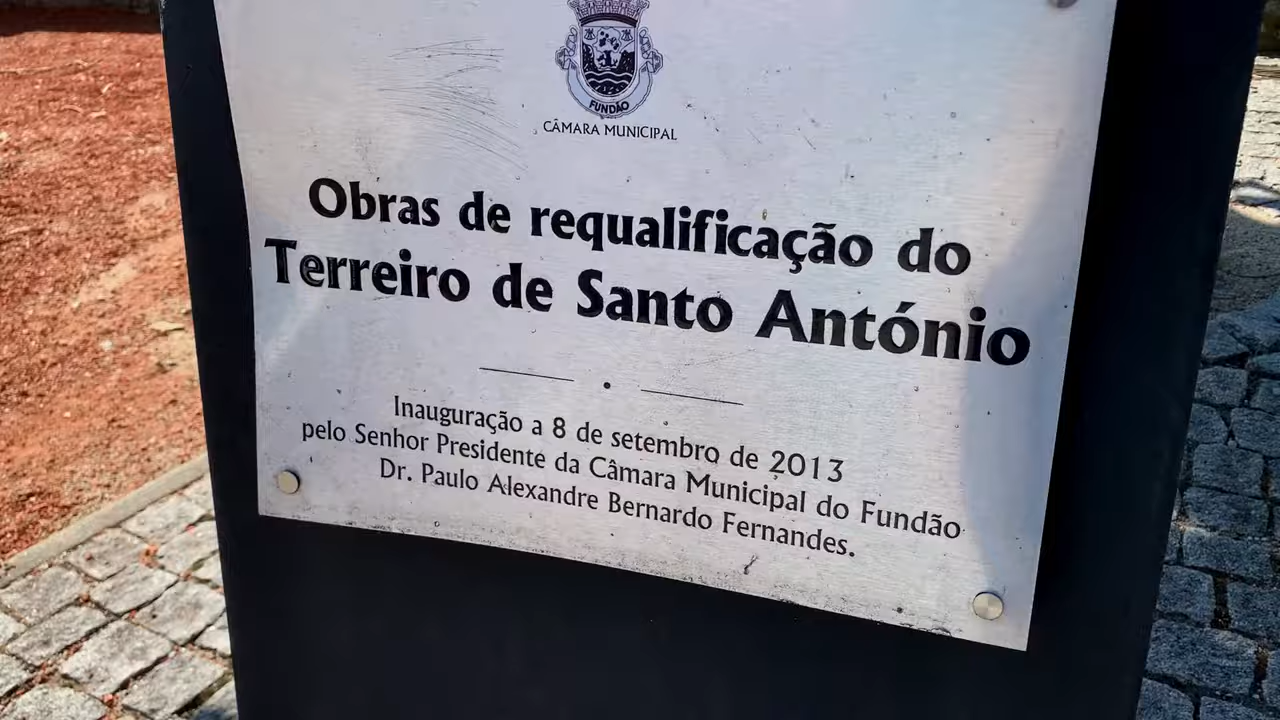 FUNDÃO
CÂMARA MUNICIPAL
Obras de requalificação do
Terreiro de Santo António
Inauguração a 8 de setembro de 2013
pelo Senhor Presidente da Câmara Municipal do Fundão
Dr. Paulo Alexandre Bernardo Fernandes.